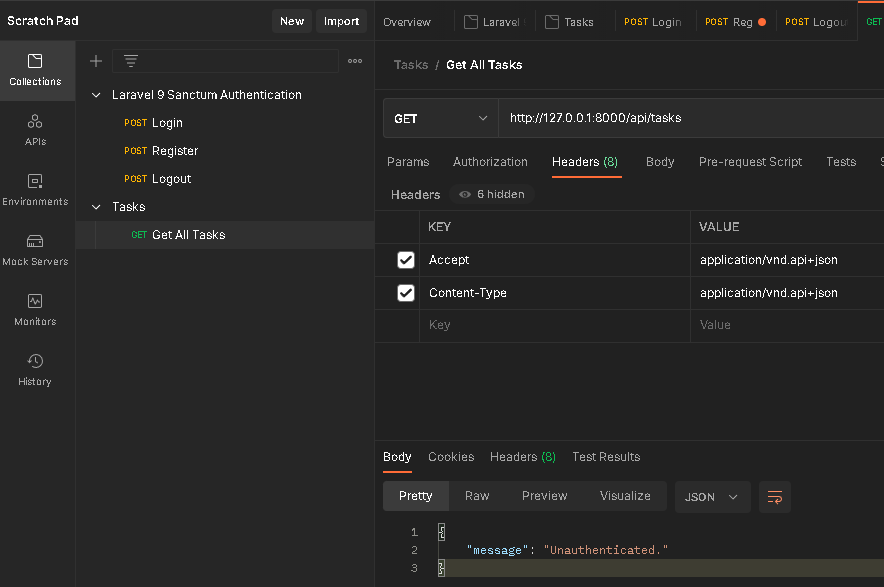 Scratch Pad
New
Import
Overview
Laravel
Tasks
POST Login
POST Reg
POST Logou
GET
Collections
APIs
Environments
Mock Servers
Monitors
History
Laravel 9 Sanctum Authentication
POST Login
POST Register
POST Logout
Tasks
GET Get All Tasks
Tasks / Get All Tasks
GET
http://127.0.0.1:8000/api/tasks
Params
Authorization
Headers (8)
Body
Pre-request Script
Tests
S
Headers
6 hidden
KEY
VALUE
Accept
application/vnd.api+json
Content-Type
application/vnd.api+json
Key
Value
Body
Cookies
Headers (8)
Test Results
Pretty
Raw
Preview
Visualize
JSON
1 {
2 "message": "Unauthenticated."
3 }